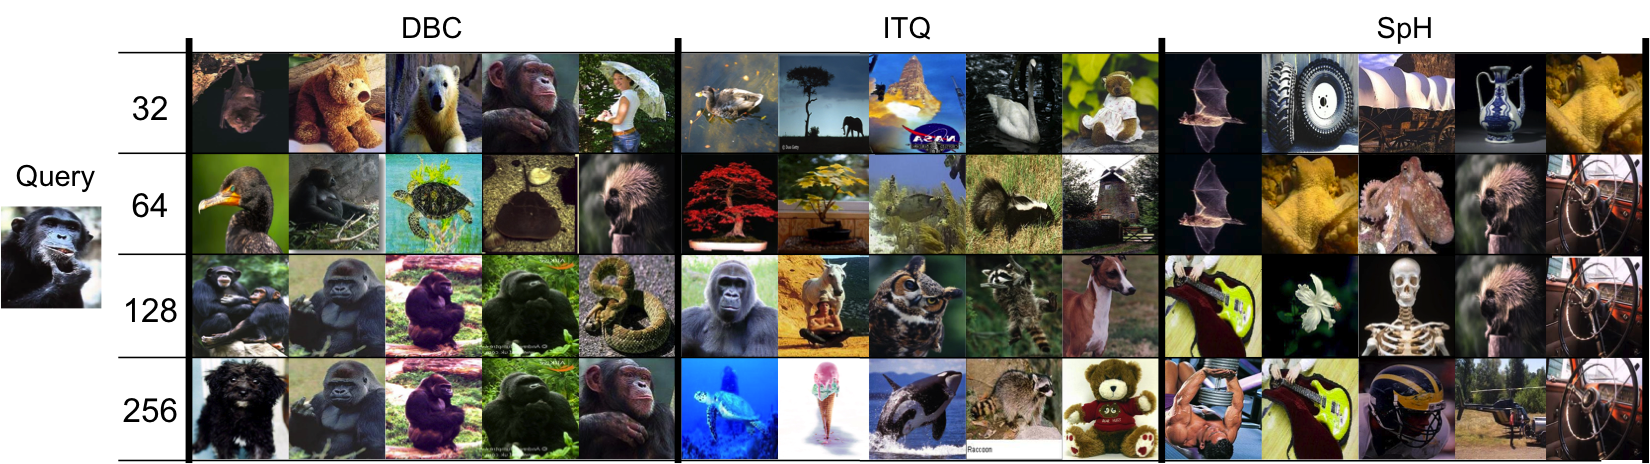 DBC ITQ SpH
32
NASA
64
Query
128
256
Raccoon